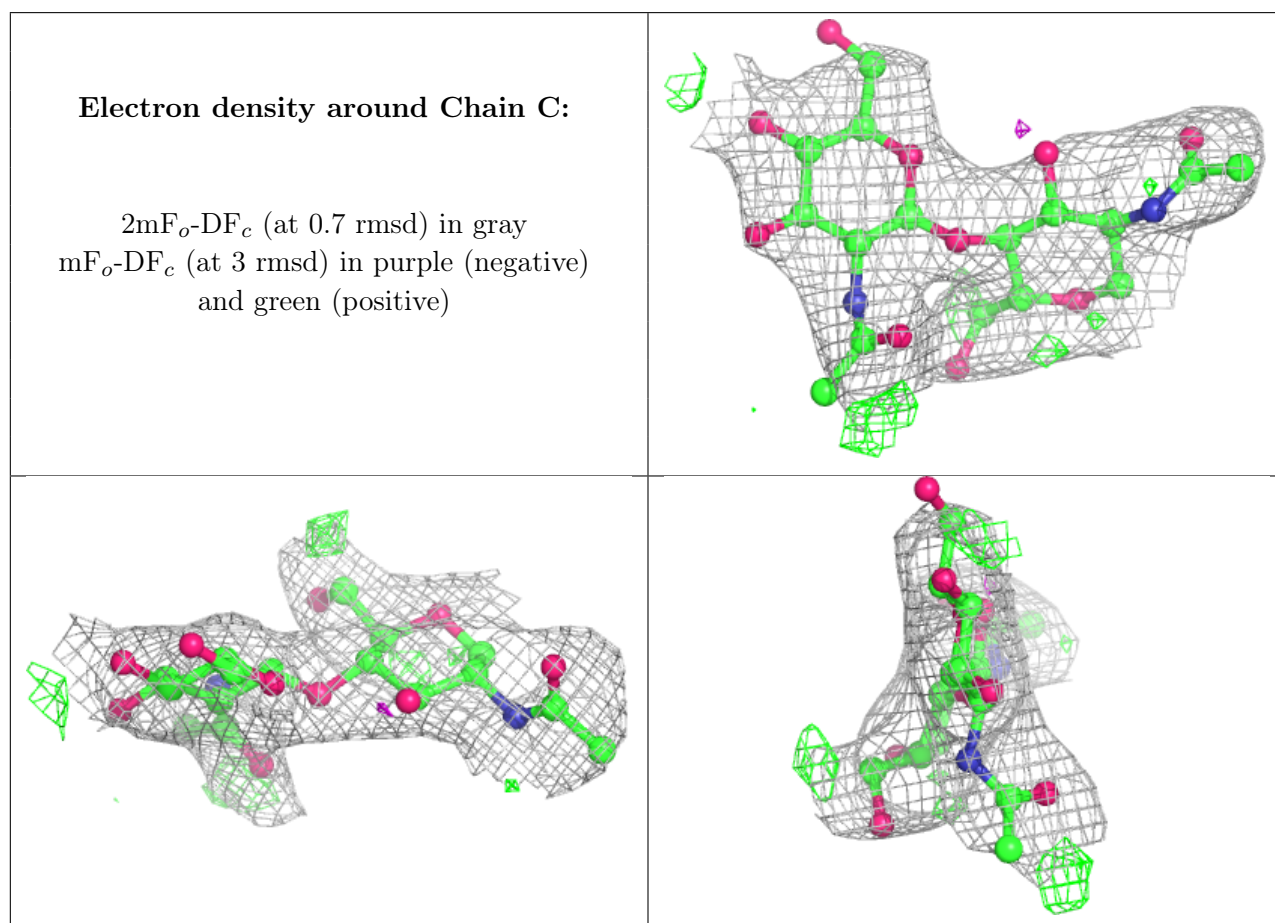 Electron density around Chain C:
2mFo-DFc (at 0.7 rmsd) in gray
mFo-DFc (at 3 rmsd) in purple (negative)
and green (positive)